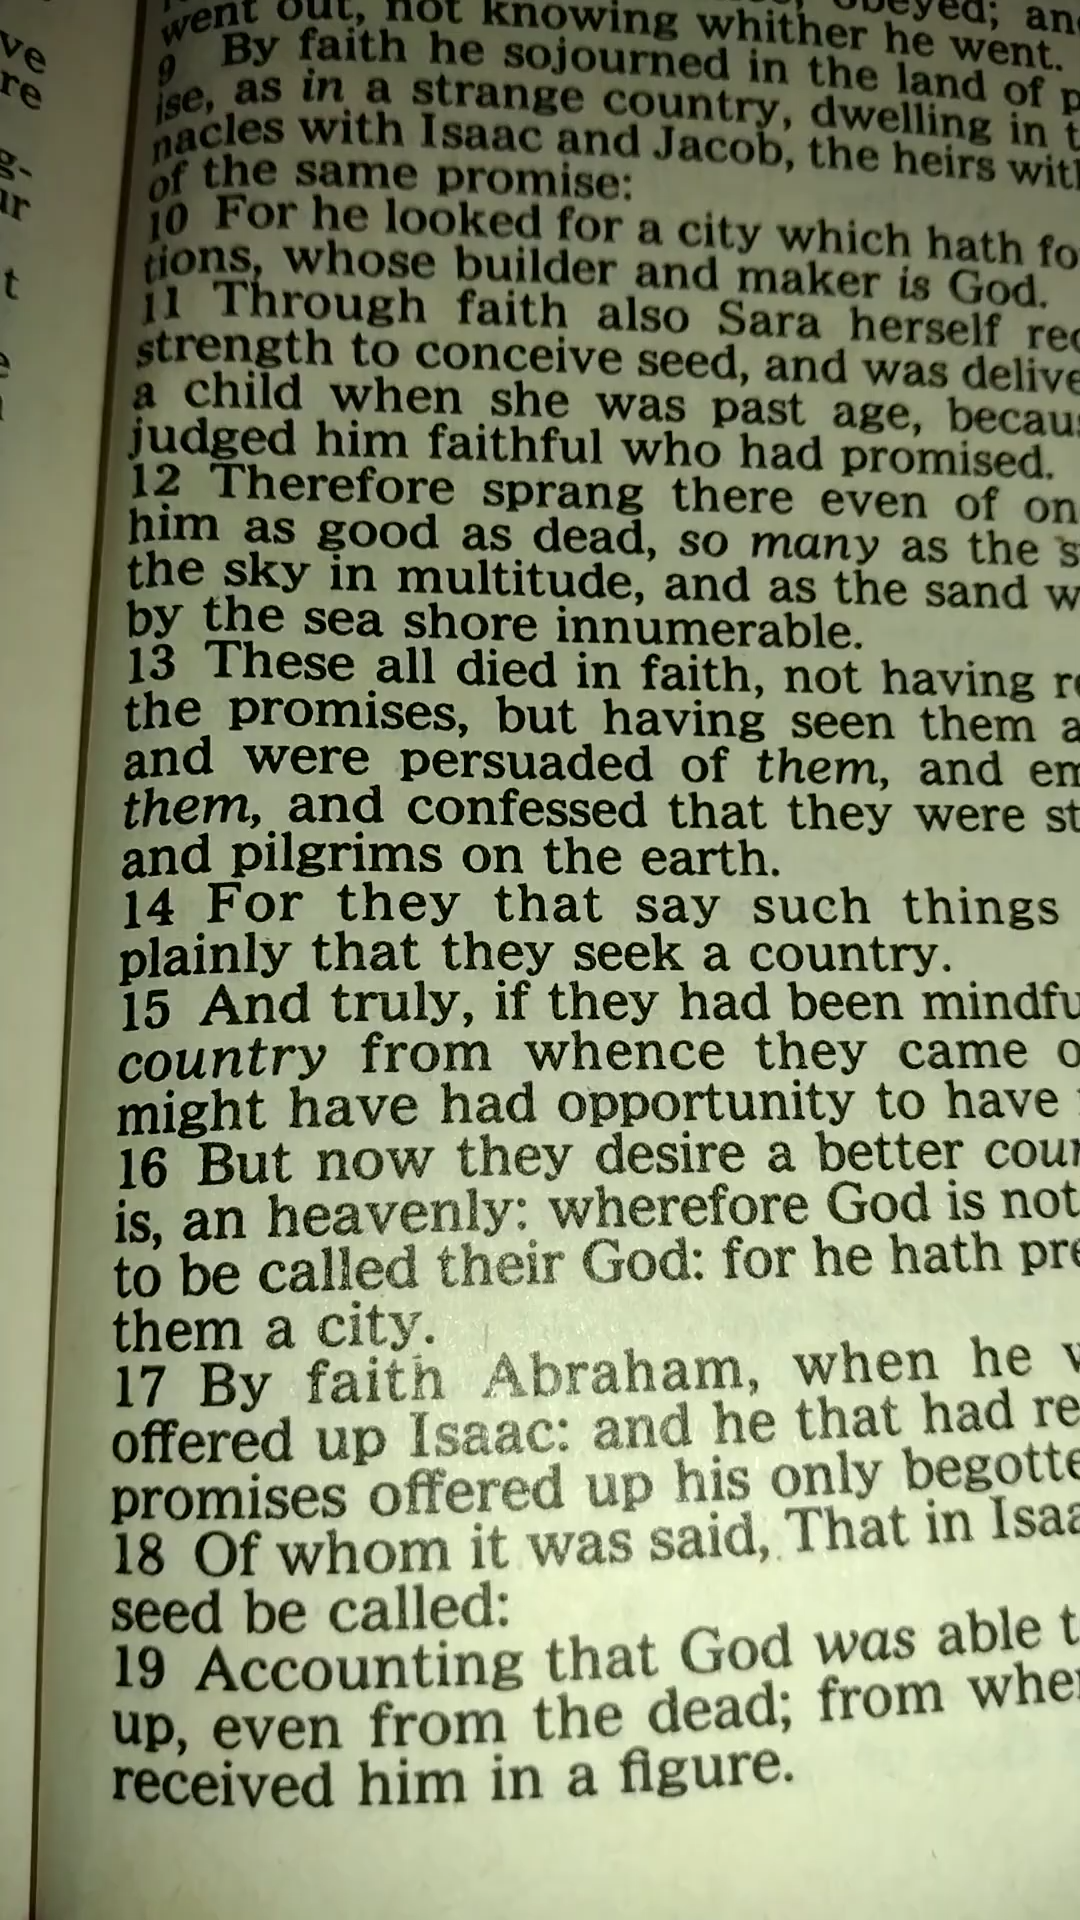 went out, not knowing whither he went.
9 By faith he sojourned in the land of
ise, as in a strange country, dwelling in
nacles with Isaac and Jacob, the heirs
of the same promise:
10 For he looked for a city which hath
tions, whose builder and maker is God.
11 Through faith also Sara herself
strength to conceive seed, and was
a child when she was past age,
judged him faithful who had promised.
12 Therefore sprang there even of
him as good as dead, so many as the
the sky in multitude, and as the sand
by the sea shore innumerable.
13 These all died in faith, not having
the promises, but having seen them
and were persuaded of them, and
them, and confessed that they were
and pilgrims on the earth.
14 For they that say such things
plainly that they seek a country.
15 And truly, if they had been
country from whence they came
might have had opportunity to have
16 But now they desire a better
is, an heavenly: wherefore God is not
to be called their God: for he hath
them a city.
17 By faith Abraham, when he
offered up Isaac: and he that had
promises offered up his only
18 Of whom it was said, That in
seed be called:
19 Accounting that God was able
up, even from the dead; from
received him in a figure.